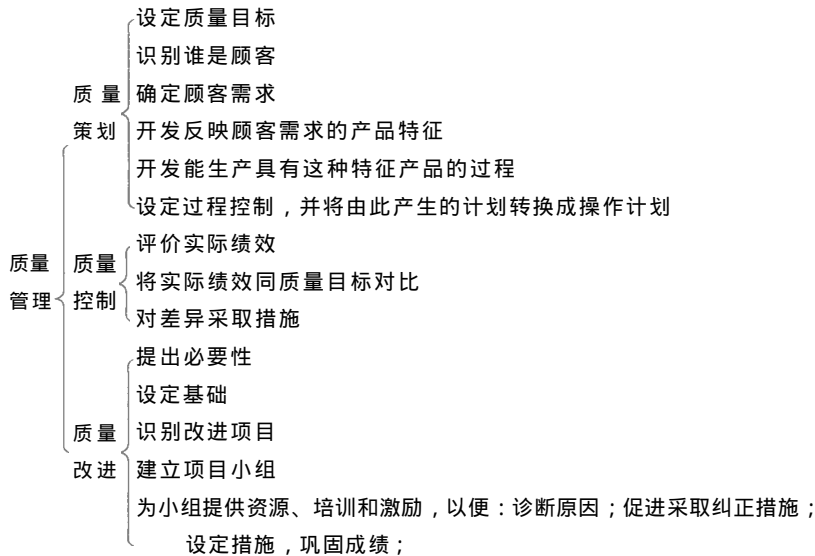 设定质量目标
识别谁是顾客
质量 确定顾客需求
策划 开发反映顾客需求的产品特征
开发能生产具有这种特征产品的过程
设定过程控制，并将由此产生的计划转换成操作计划
评价实际绩效
质量 质量
将实际绩效同质量目标对比
管理 控制
对差异采取措施
提出必要性
设定基础
质量 识别改进项目
改进 建立项目小组
为小组提供资源、培训和激励，以便：诊断原因；促进采取纠正措施；
设定措施，巩固成绩；